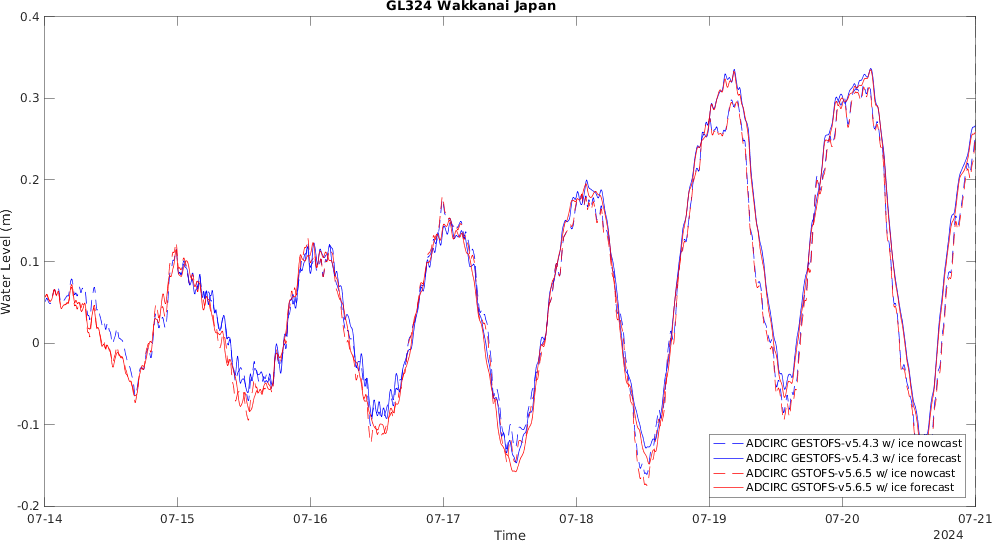 GL324 Wakkanai Japan
0.4
0.3
0.2
0.1
0
-0.1
-0.2
Water Level (m)
ADCIRC GESTOFS-v5.4.3 w/ ice nowcast
ADCIRC GESTOFS-v5.4.3 w/ ice forecast
ADCIRC GSTOFS-v5.6.5 w/ ice nowcast
ADCIRC GSTOFS-v5.6.5 w/ ice forecast
07-14 07-15 07-16 07-17 07-18 07-19 07-20 07-21
Time
2024